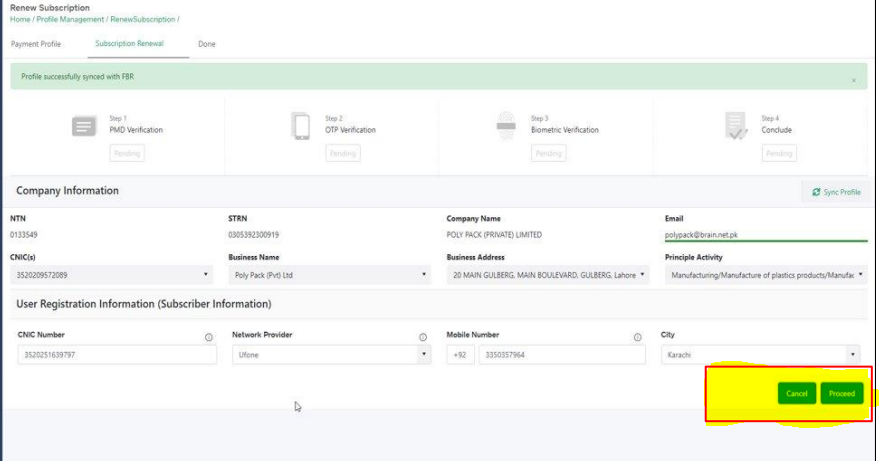 Renew Subscription
Home / Profile Management / RenewSubscription /
Payment Profile Subscription Renewal Done
Profile successfully synced with FBR ×
Step 1 Step 2 Step 3 Step 4
PMD Verification OTP Verification Biometric Verification Conclude
Pending Pending Pending Pending
Company Information Sync Profile
NTN STRN Company Name Email
0133549 0305392300919 POLY PACK (PRIVATE) LIMITED polypack@brain.net.pk
CNIC(s) Business Name Business Address Principle Activity
3520209572089 Poly Pack (Pvt) Ltd 20 MAIN GULBERG, MAIN BOULEVARD, GULBERG, Lahore Manufacturing/Manufacture of plastics products/Manufac
User Registration Information (Subscriber Information)
CNIC Number Network Provider Mobile Number City
3520251639797 Ufone +92 3350357964 Karachi
Cancel Proceed